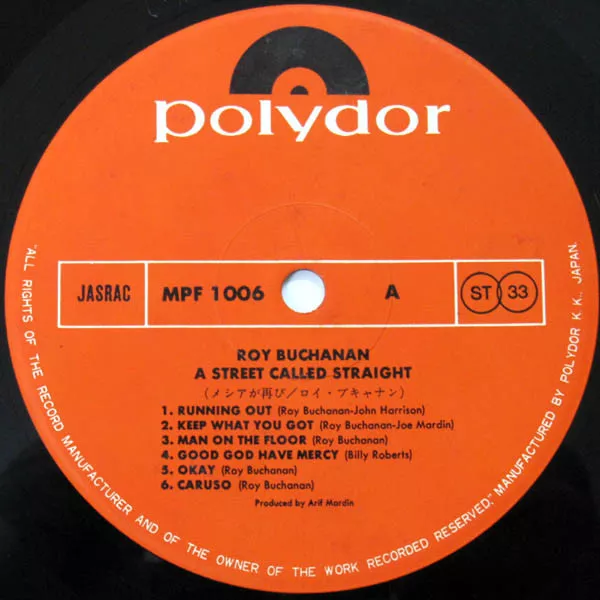 polydor
JASRAC
MPF 1006
A
ST 33
ROY BUCHANAN
A STREET CALLED STRAIGHT
(メシアが再び/ロイ・ブキャナン)
1. RUNNING OUT (Roy Buchanan-John Harrison)
2. KEEP WHAT YOU GOT (Roy Buchanan-Joe Mardin)
3. MAN ON THE FLOOR (Roy Buchanan)
4. GOOD GOD HAVE MERCY (Billy Roberts)
5. OKAY (Roy Buchanan)
6. CARUSO (Roy Buchanan)
Produced by Arif Mardin
"ALL RIGHTS OF THE RECORD MANUFACTURER AND OF THE OWNER OF THE WORK RECORDED RESERVED," MANUFACTURED BY POLYDOR K.K., JAPAN.